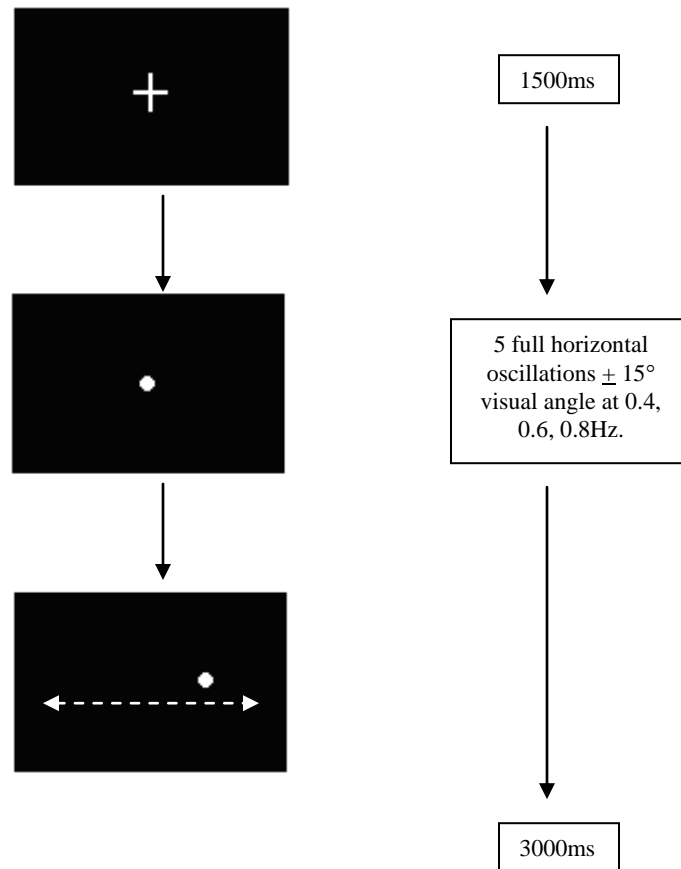 1500ms
5 full horizontal
oscillations ± 15°
visual angle at 0.4,
0.6, 0.8Hz.
3000ms